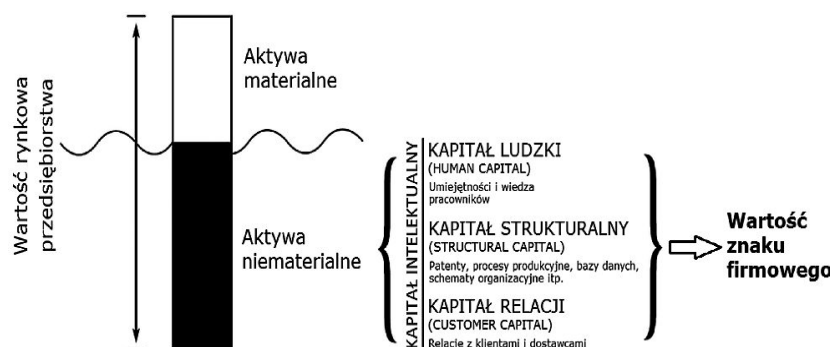 Wartość rynkowa
przedsiębiorstwa
Aktywa
materialne
Aktywa
niematerialne
KAPITAŁ INTELEKTUALNY
KAPITAŁ LUDZKI
(HUMAN CAPITAL)
Umiejętności i wiedza
pracowników
KAPITAŁ STRUKTURALNY
(STRUCTURAL CAPITAL)
Patenty, procesy produkcyjne, bazy danych,
schematy organizacyjne itp.
KAPITAŁ RELACJI
(CUSTOMER CAPITAL)
Relacje z klientami i dostawcami
Wartość
znaku
firmowego